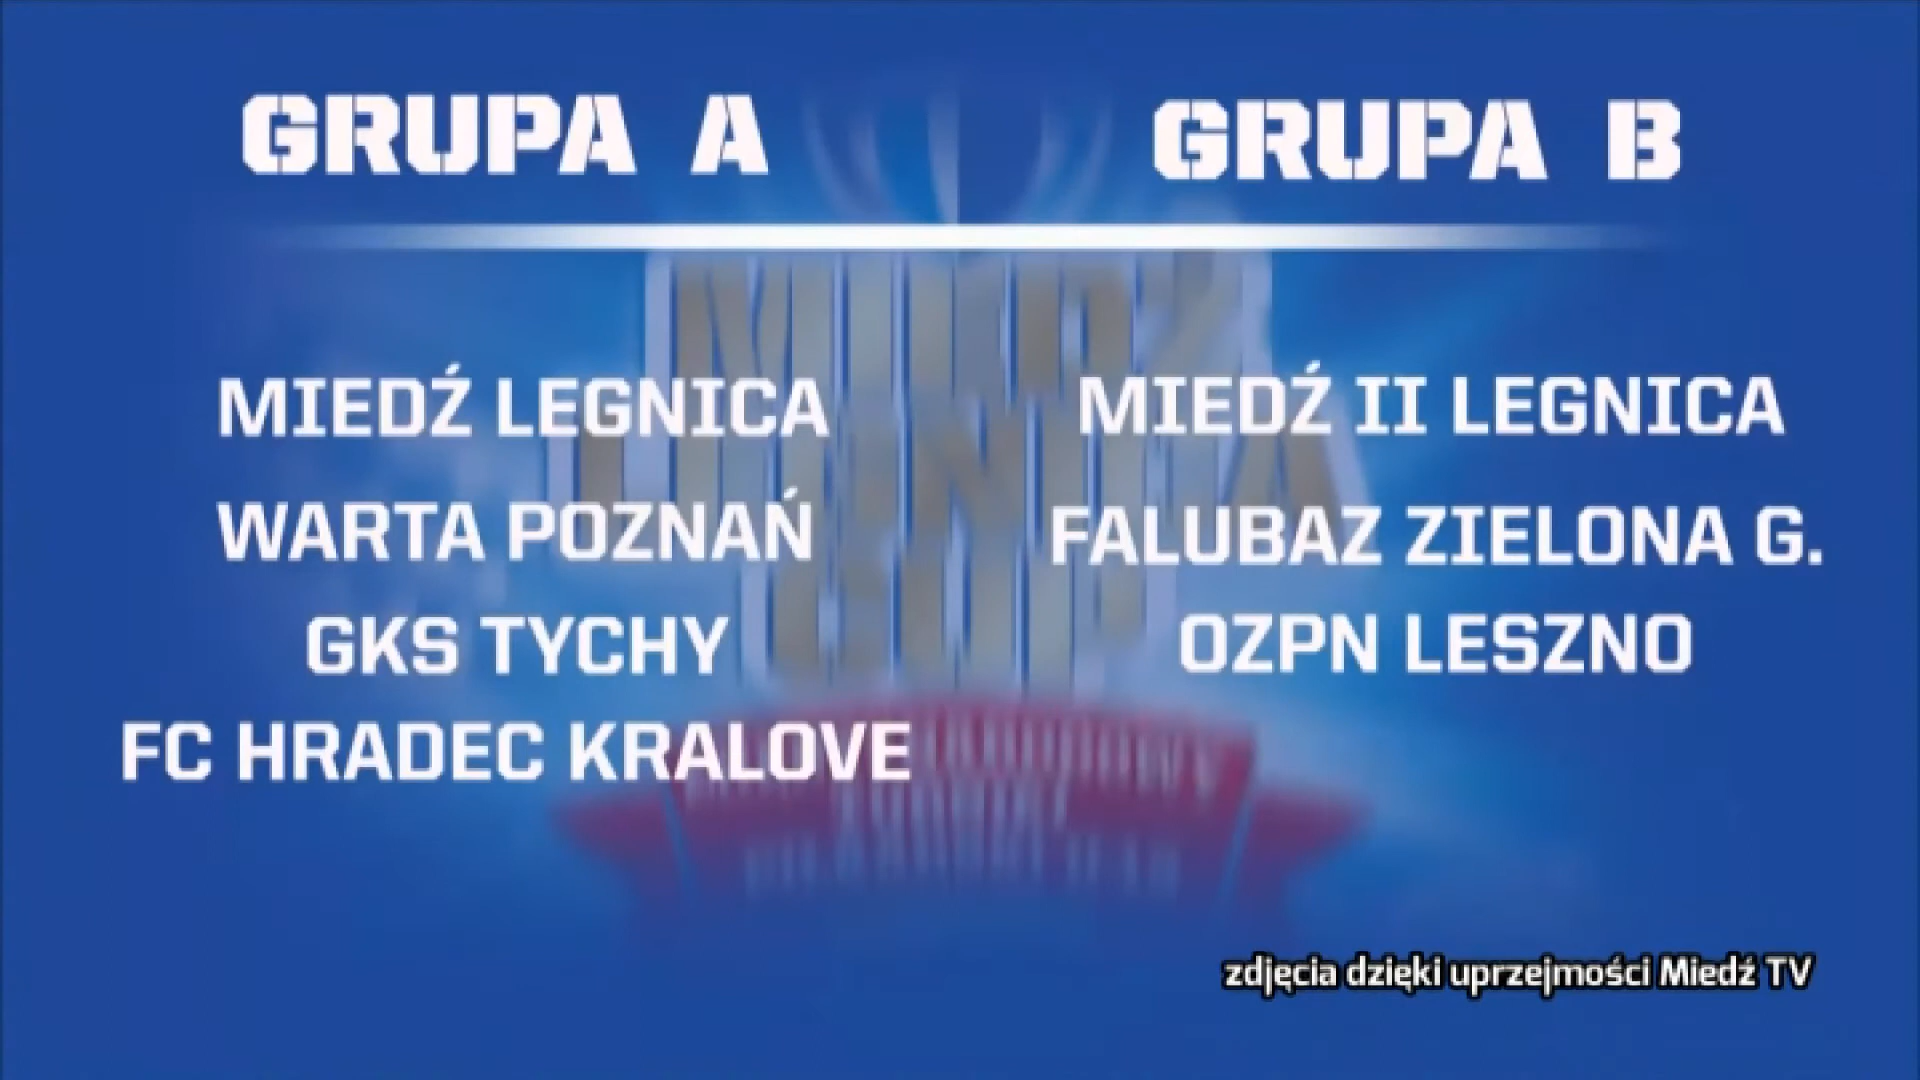 GRUPA A
MIEDŹ LEGNICA
WARTA POZNAŃ
GKS TYCHY
FC HRADEC KRALOVE
GRUPA B
MIEDŹ II LEGNICA
FALUBAZ ZIELONA G.
OZPN LESZNO
zdjęcia dzięki uprzejmości Miedź TV